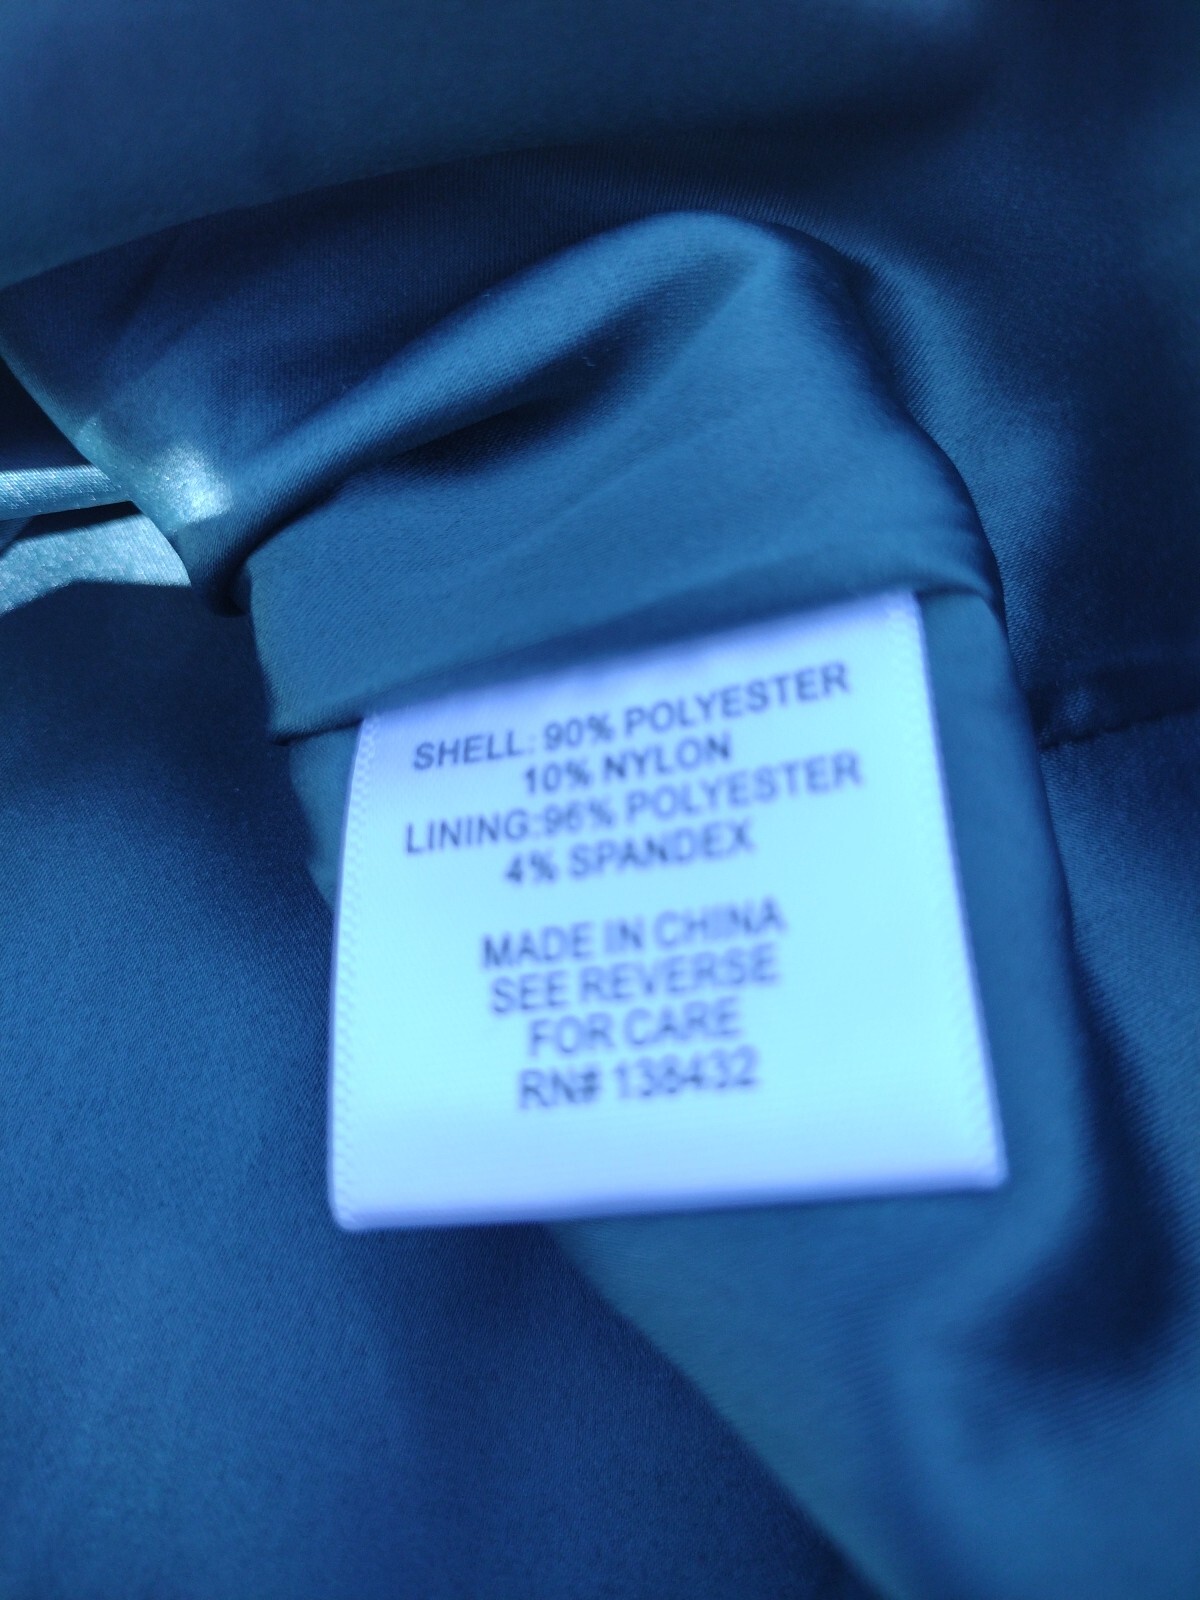 SHELL: 90% POLYESTER
10% NYLON
LINING:96% POLYESTER
4% SPANDEX
MADE IN CHINA
SEE REVERSE
FOR CARE
RN# 138432